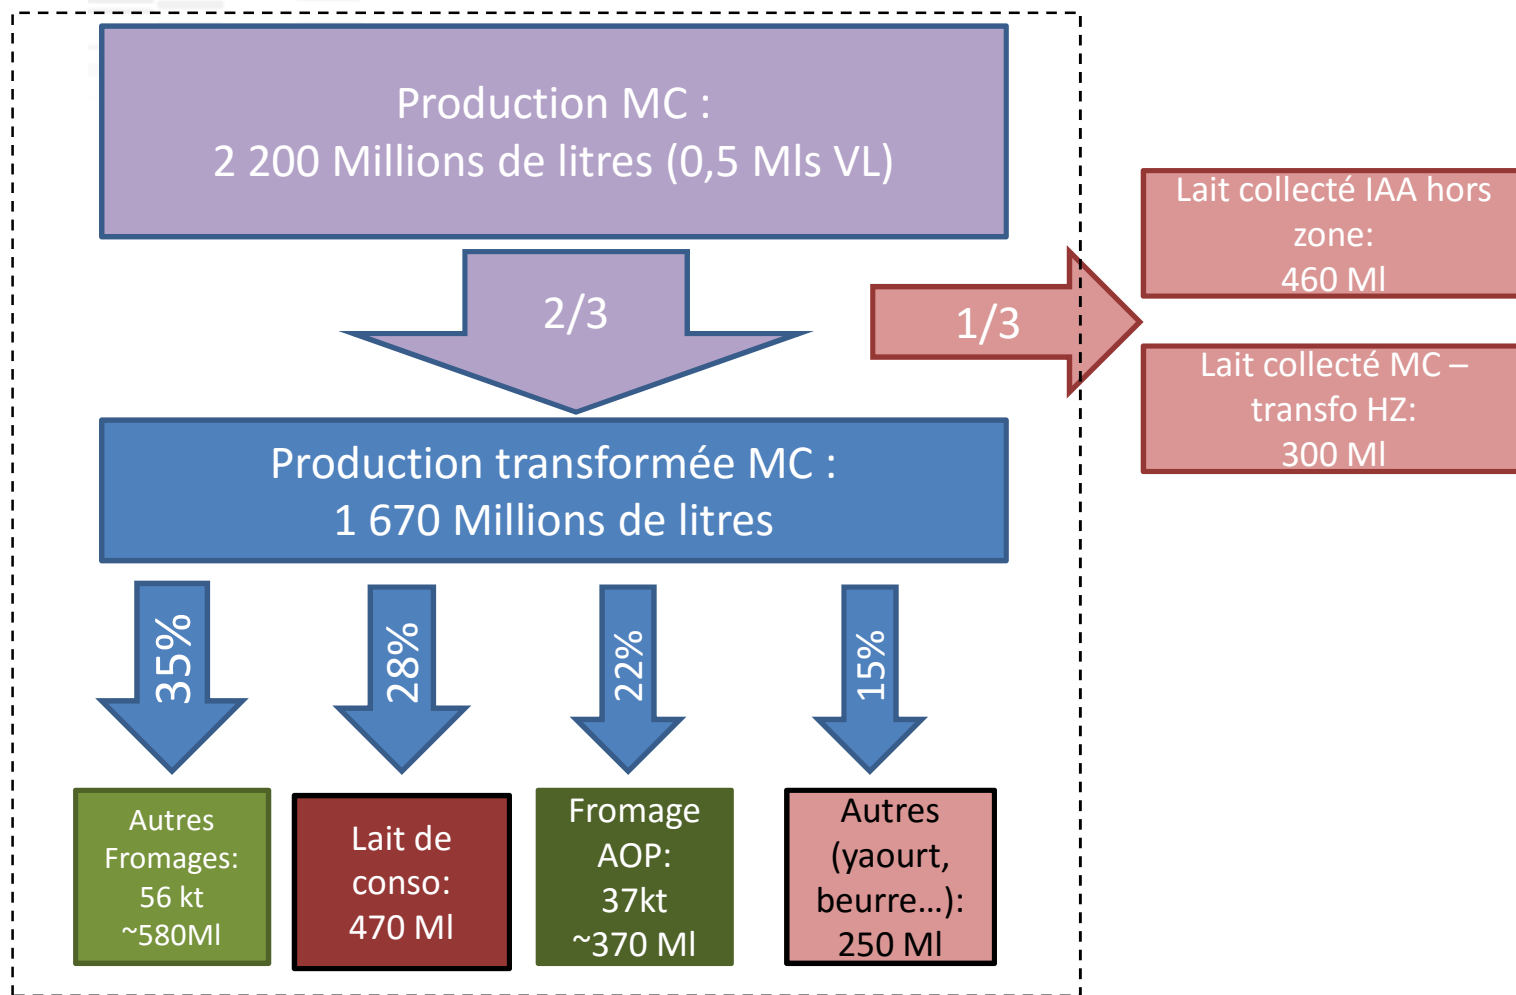 Production MC :
2 200 Millions de litres (0,5 Mls VL)
2/3
1/3
Lait collecté IAA hors
zone:
460 Ml
Lait collecté MC –
transfo HZ:
300 Ml
Production transformée MC :
1 670 Millions de litres
35%
28%
22%
15%
Autres
Fromages:
56 kt
~580Ml
Lait de
conso:
470 Ml
Fromage
AOP:
37kt
~370 Ml
Autres
(yaourt,
beurre…):
250 Ml